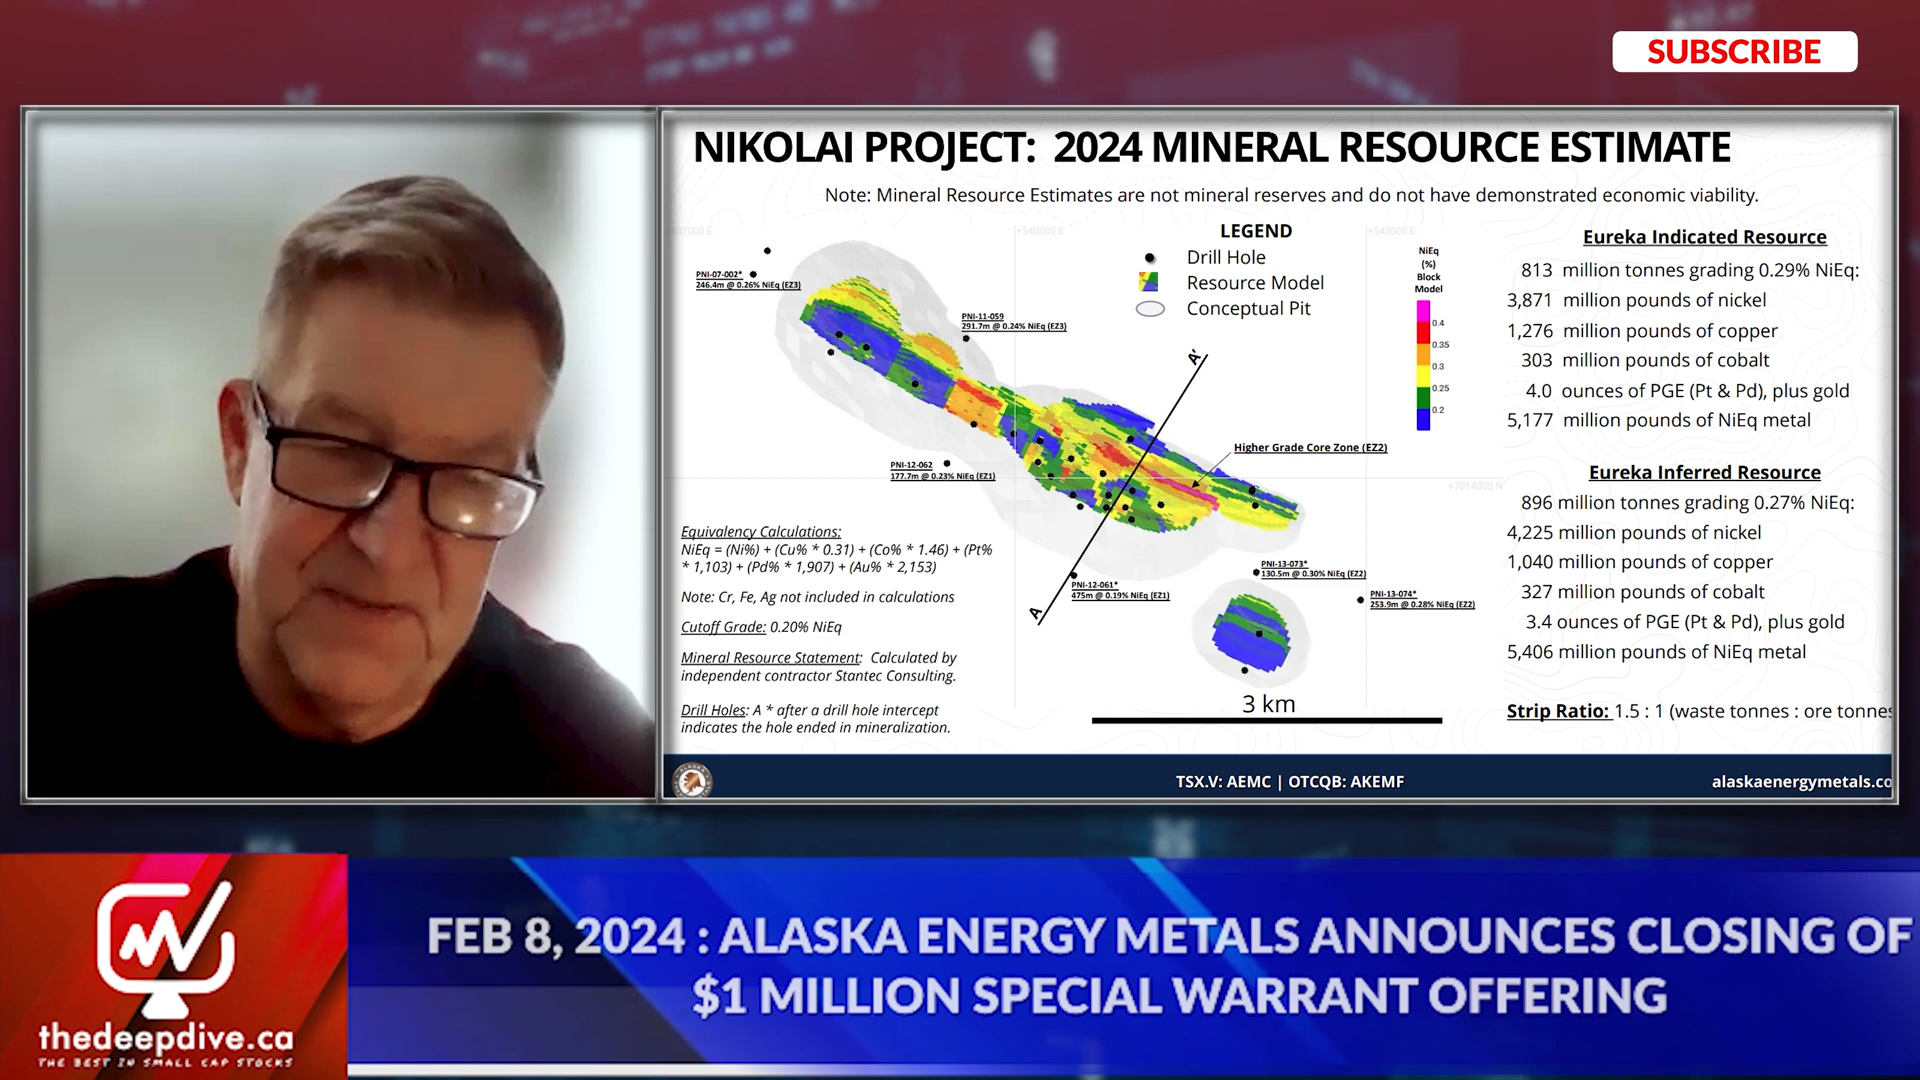 SUBSCRIBE
NIKOLAI PROJECT: 2024 MINERAL RESOURCE ESTIMATE
Note: Mineral Resource Estimates are not mineral reserves and do not have demonstrated economic viability.
+540000 E
+543000 E
LEGEND
Drill Hole
Resource Model
Conceptual Pit
NiEq
(%)
Block
Model
0.4
0.35
0.3
0.25
0.2
PNI-07-002*
246.4m @ 0.26% NiEq (EZ3)
PNI-11-059
291.7m @ 0.24% NiEq (EZ3)
A'
Higher Grade Core Zone (EZ2)
PNI-12-062
177.7m @ 0.23% NiEq (EZ1)
+7014000 N
PNI-13-073*
130.5m @ 0.30% NiEq (EZ2)
PNI-12-061*
475m @ 0.19% NiEq (EZ1)
PNI-13-074*
253.9m @ 0.28% NiEq (EZ2)
A
3 km
Equivalency Calculations:
NiEq = (Ni%) + (Cu% * 0.31) + (Co% * 1.46) + (Pt%
* 1,103) + (Pd% * 1,907) + (Au% * 2,153)
Note: Cr, Fe, Ag not included in calculations
Cutoff Grade: 0.20% NiEq
Mineral Resource Statement: Calculated by
independent contractor Stantec Consulting.
Drill Holes: A * after a drill hole intercept
indicates the hole ended in mineralization.
Eureka Indicated Resource
813 million tonnes grading 0.29% NiEq:
3,871 million pounds of nickel
1,276 million pounds of copper
303 million pounds of cobalt
4.0 ounces of PGE (Pt & Pd), plus gold
5,177 million pounds of NiEq metal
Eureka Inferred Resource
896 million tonnes grading 0.27% NiEq:
4,225 million pounds of nickel
1,040 million pounds of copper
327 million pounds of cobalt
3.4 ounces of PGE (Pt & Pd), plus gold
5,406 million pounds of NiEq metal
Strip Ratio: 1.5 : 1 (waste tonnes : ore tonnes
TSX.V: AEMC | OTCQB: AKEMF
alaskaenergymetals.co
FEB 8, 2024 : ALASKA ENERGY METALS ANNOUNCES CLOSING OF
$1 MILLION SPECIAL WARRANT OFFERING
thedeepdive.ca
THE BEST IN SMALL CAP STOCKS